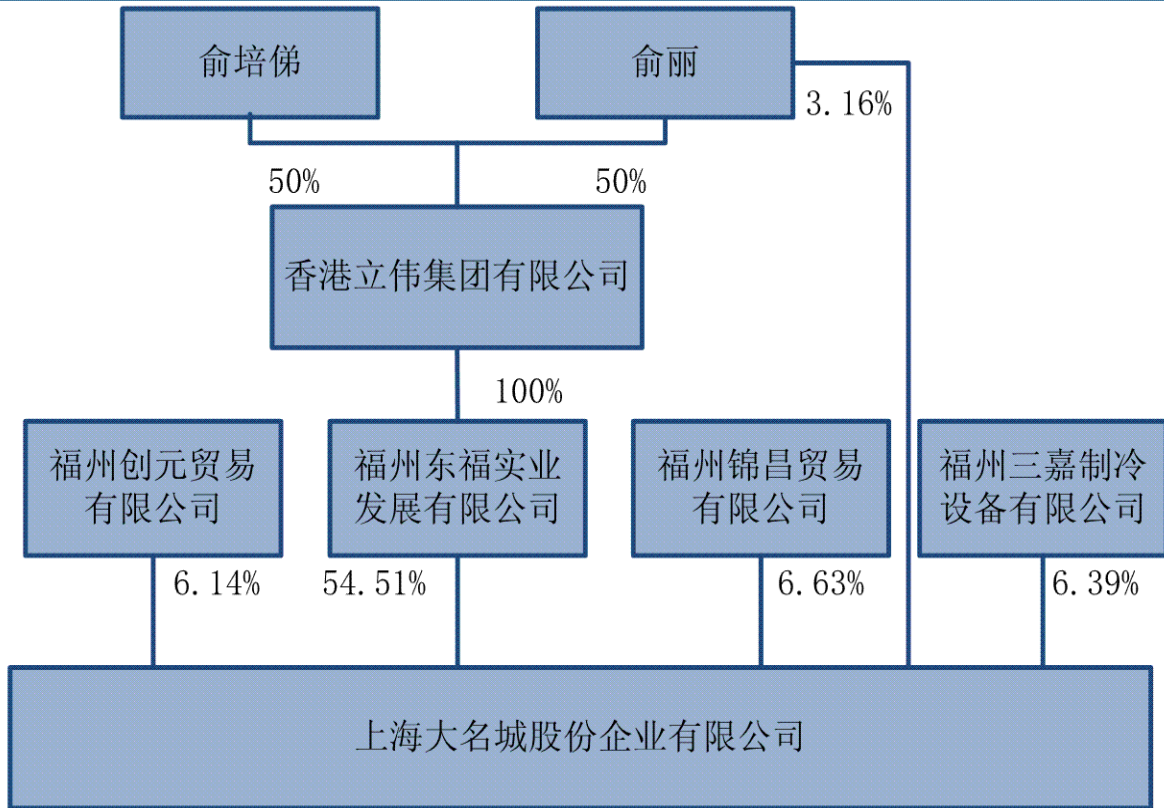 俞培俤
俞丽
3.16%
50%
50%
香港立伟集团有限公司
100%
福州创元贸易
有限公司
福州东福实业
发展有限公司
福州锦昌贸易
有限公司
福州三嘉制冷
设备有限公司
6.14%
54.51%
6.63%
6.39%
上海大名城股份企业有限公司